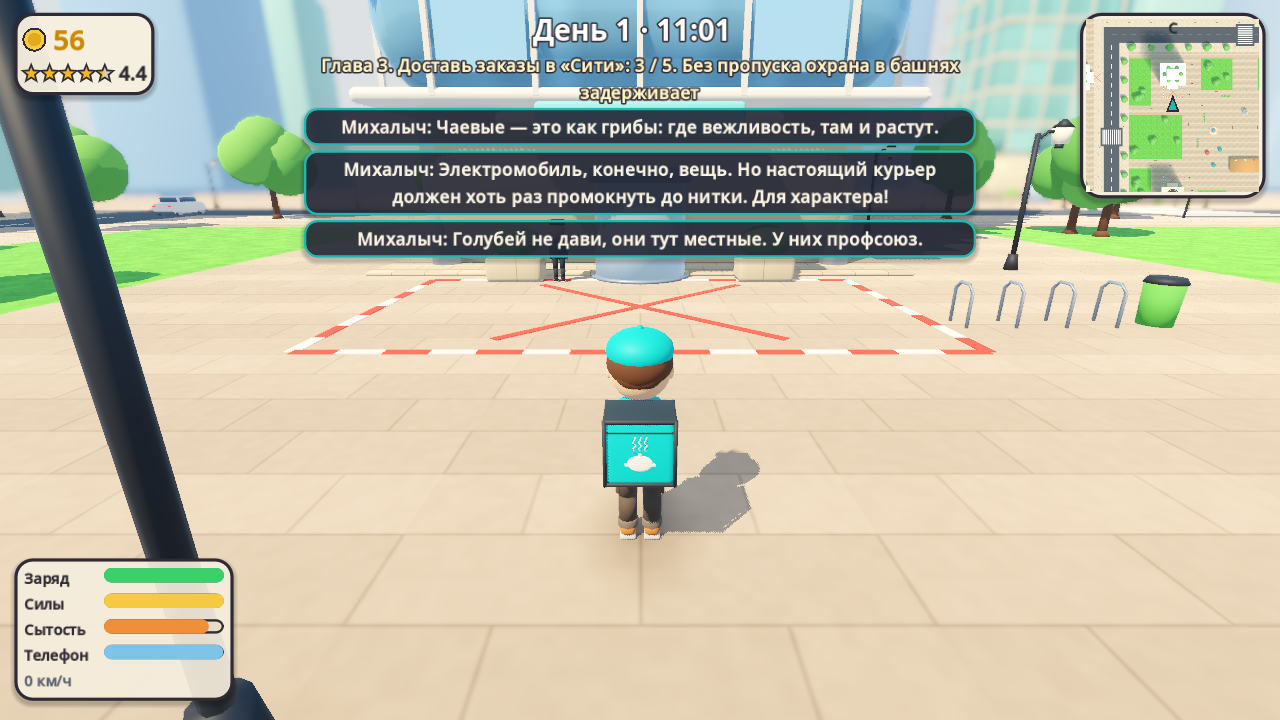 56
4.4
День 1 · 11:01
Глава 3. Доставь заказы в «Сити»: 3 / 5. Без пропуска охрана в башнях
задерживает
Михалыч: Чаевые — это как грибы: где вежливость, там и растут.
Михалыч: Электромобиль, конечно, вещь. Но настоящий курьер
должен хоть раз промокнуть до нитки. Для характера!
Михалыч: Голубей не дави, они тут местные. У них профсоюз.
С
Заряд
Силы
Сытость
Телефон
0 км/ч